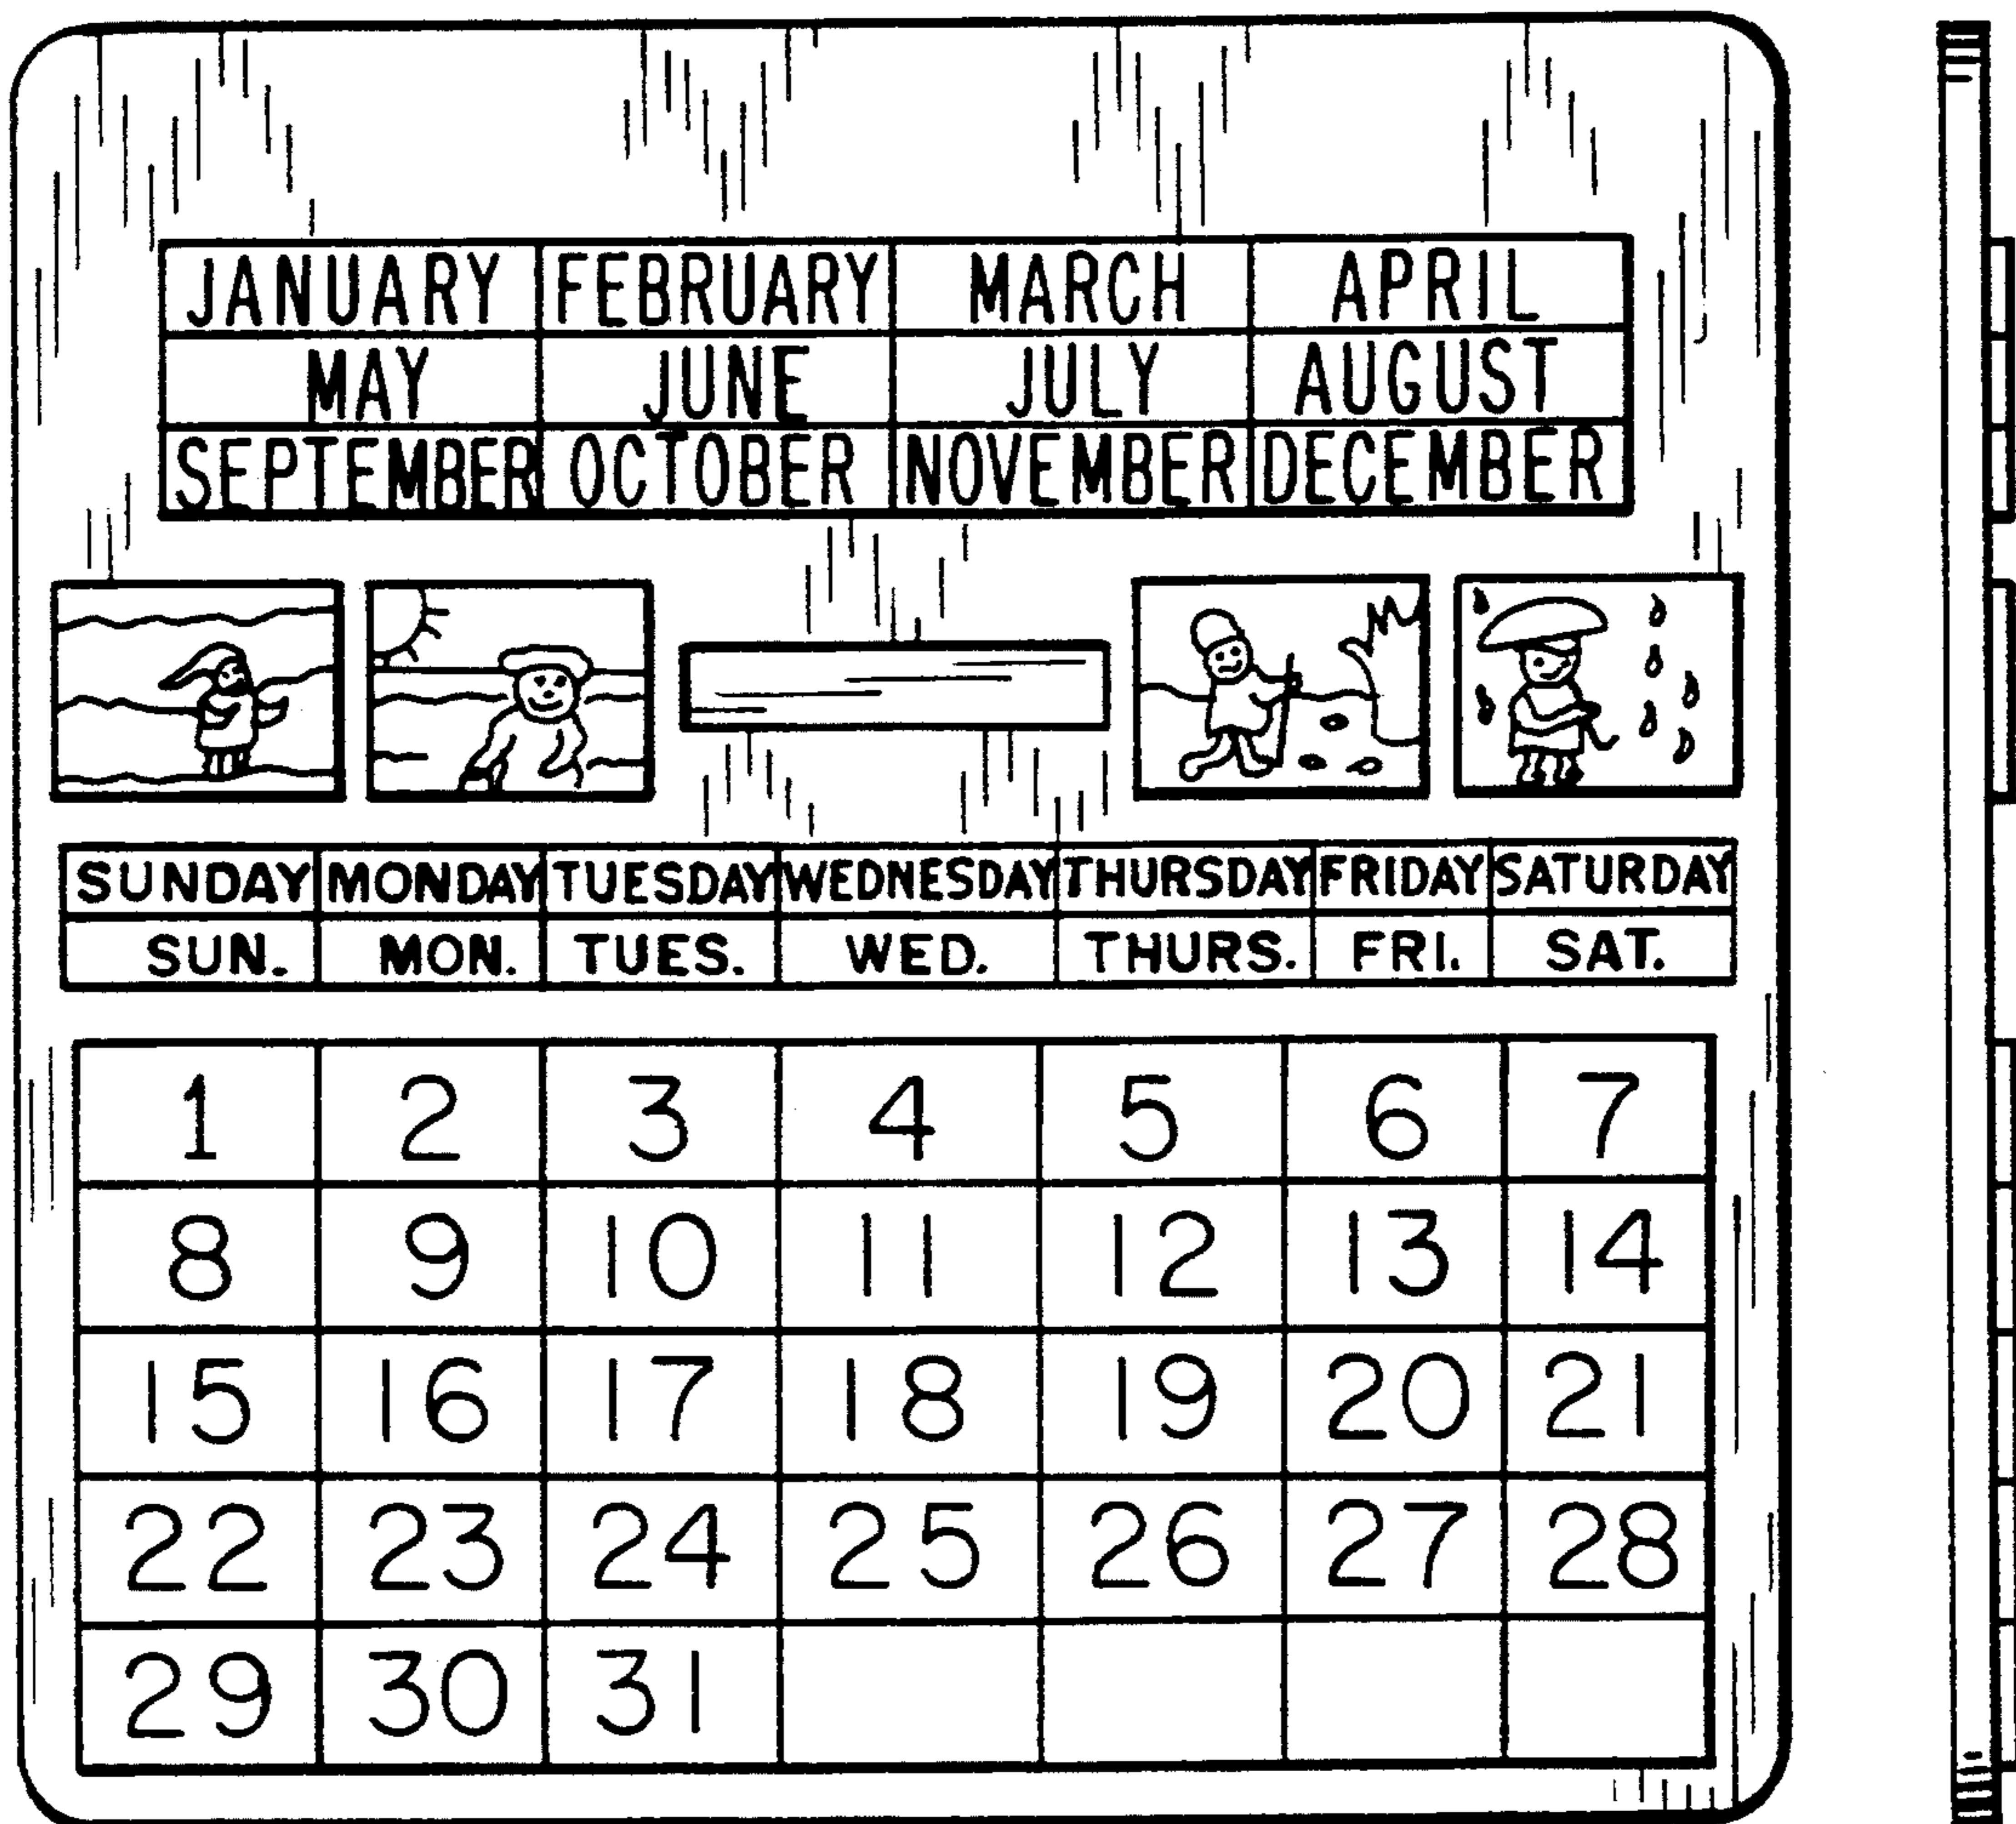 JANUARY FEBRUARY MARCH APRIL
MAY JUNE JULY AUGUST
SEPTEMBER OCTOBER NOVEMBER DECEMBER
SUNDAY MONDAY TUESDAY WEDNESDAY THURSDAY FRIDAY SATURDAY
SUN. MON. TUES. WED. THURS. FRI. SAT.
1 2 3 4 5 6 7
8 9 10 11 12 13 14
15 16 17 18 19 20 21
22 23 24 25 26 27 28
29 30 31